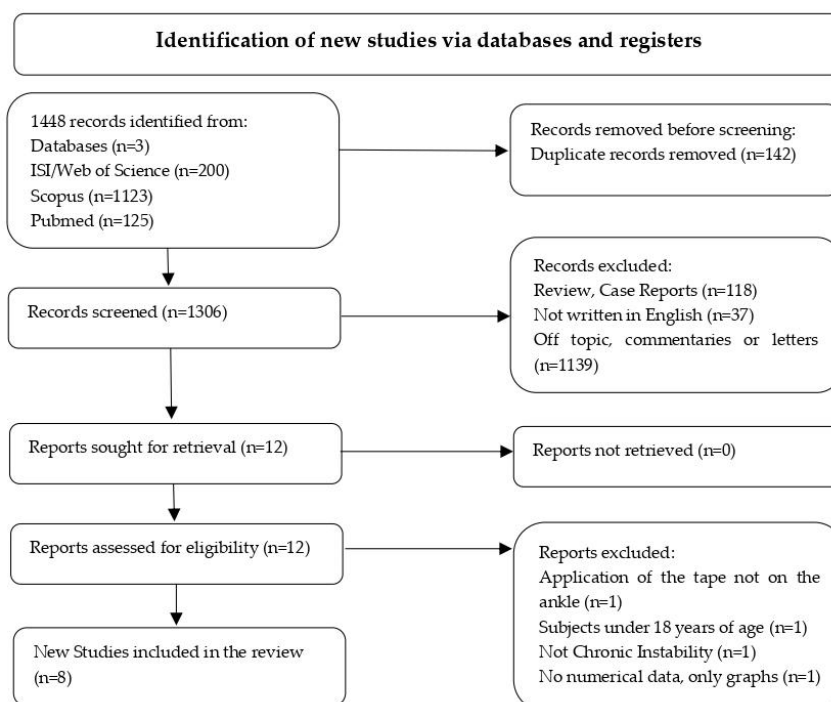 Identification of new studies via databases and registers
1448 records identified from:
Databases (n=3)
ISI/Web of Science (n=200)
Scopus (n=1123)
Pubmed (n=125)
Records removed before screening:
Duplicate records removed (n=142)
Records screened (n=1306)
Records excluded:
Review, Case Reports (n=118)
Not written in English (n=37)
Off topic, commentaries or letters
(n=1139)
Reports sought for retrieval (n=12)
Reports not retrieved (n=0)
Reports assessed for eligibility (n=12)
Reports excluded:
Application of the tape not on the
ankle (n=1)
Subjects under 18 years of age (n=1)
Not Chronic Instability (n=1)
No numerical data, only graphs (n=1)
New Studies included in the review
(n=8)